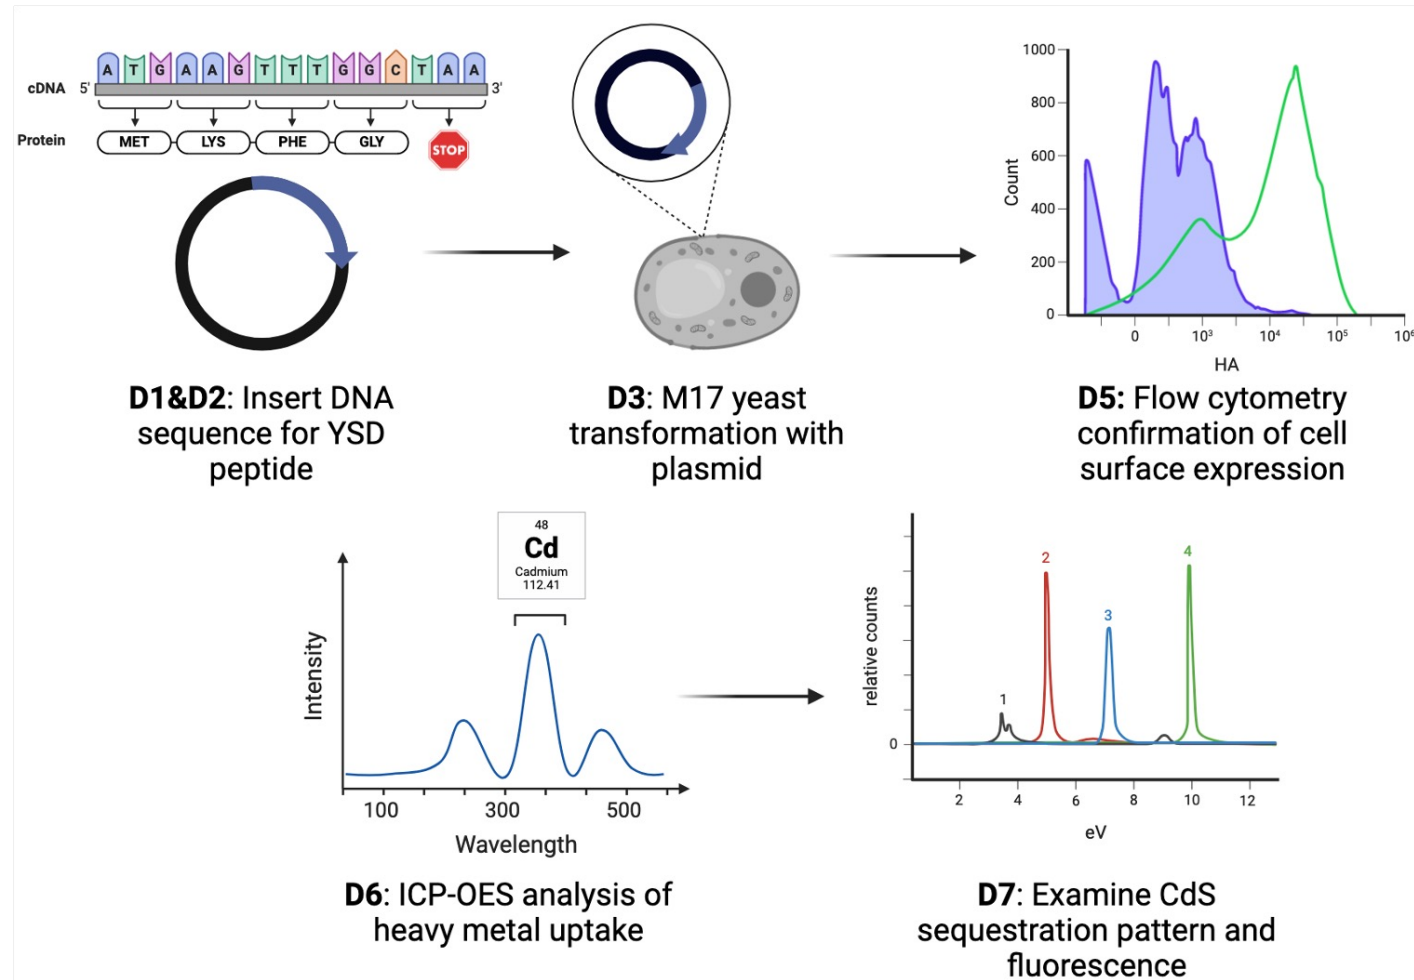 A T G A A G T T T G G C T A A
cDNA 5' 3'
Protein MET LYS PHE GLY STOP
D1&D2: Insert DNA
sequence for YSD
peptide
D3: M17 yeast
transformation with
plasmid
1000
800
600
400
200
0
Count
0 10³ 10⁴ 10⁵ 10⁶
HA
D5: Flow cytometry
confirmation of cell
surface expression
48
Cd
Cadmium
112.41
Intensity
100 300 500
Wavelength
D6: ICP-OES analysis of
heavy metal uptake
relative counts
0
1
2
3
4
2 4 6 8 10 12
eV
D7: Examine CdS
sequestration pattern and
fluorescence